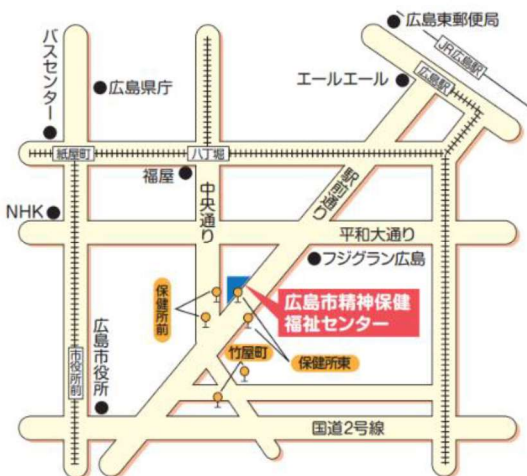 広島東郵便局
JR広島駅
広島駅
エールエール
バスセンター
広島県庁
紙屋町
八丁堀
福屋
中央通り
駅前通り
NHK
平和大通り
フジグラン広島
保健所前
広島市精神保健
福祉センター
保健所東
竹屋町
市役所前
広島市役所
国道2号線